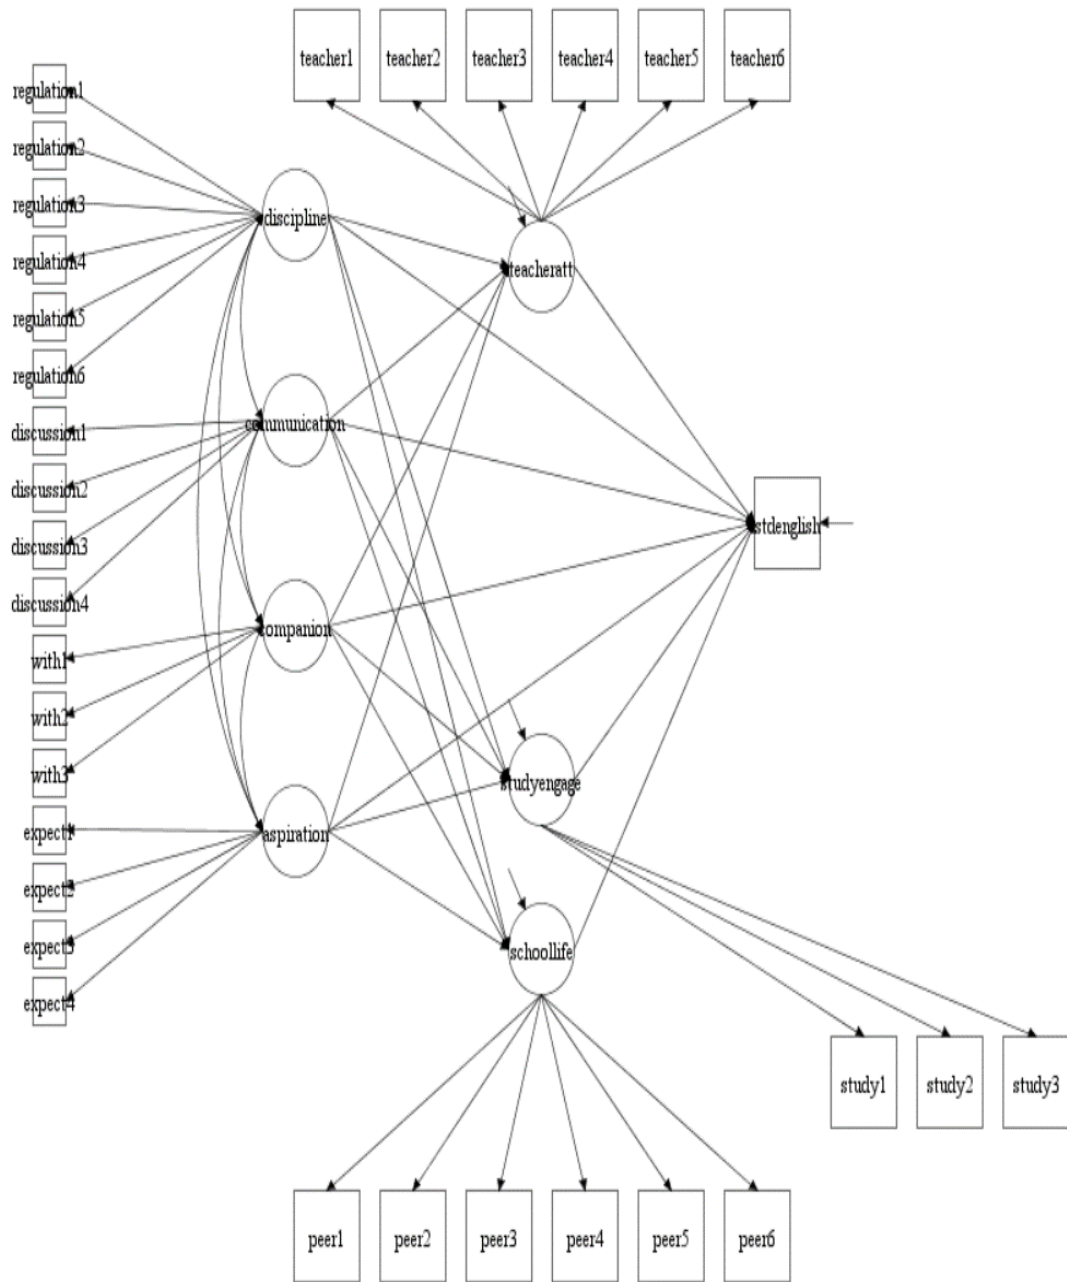 teacher1 teacher2 teacher3 teacher4 teacher5 teacher6
regulation1
regulation2
regulation3
regulation4
regulation5
regulation6
discussion1
discussion2
discussion3
discussion4
with1
with2
with3
expect1
expect2
expect3
expect4
discipline
communication
companion
aspiration
teacheratt
studyengage
schoollife
stdenglish
study1 study2 study3
peer1 peer2 peer3 peer4 peer5 peer6